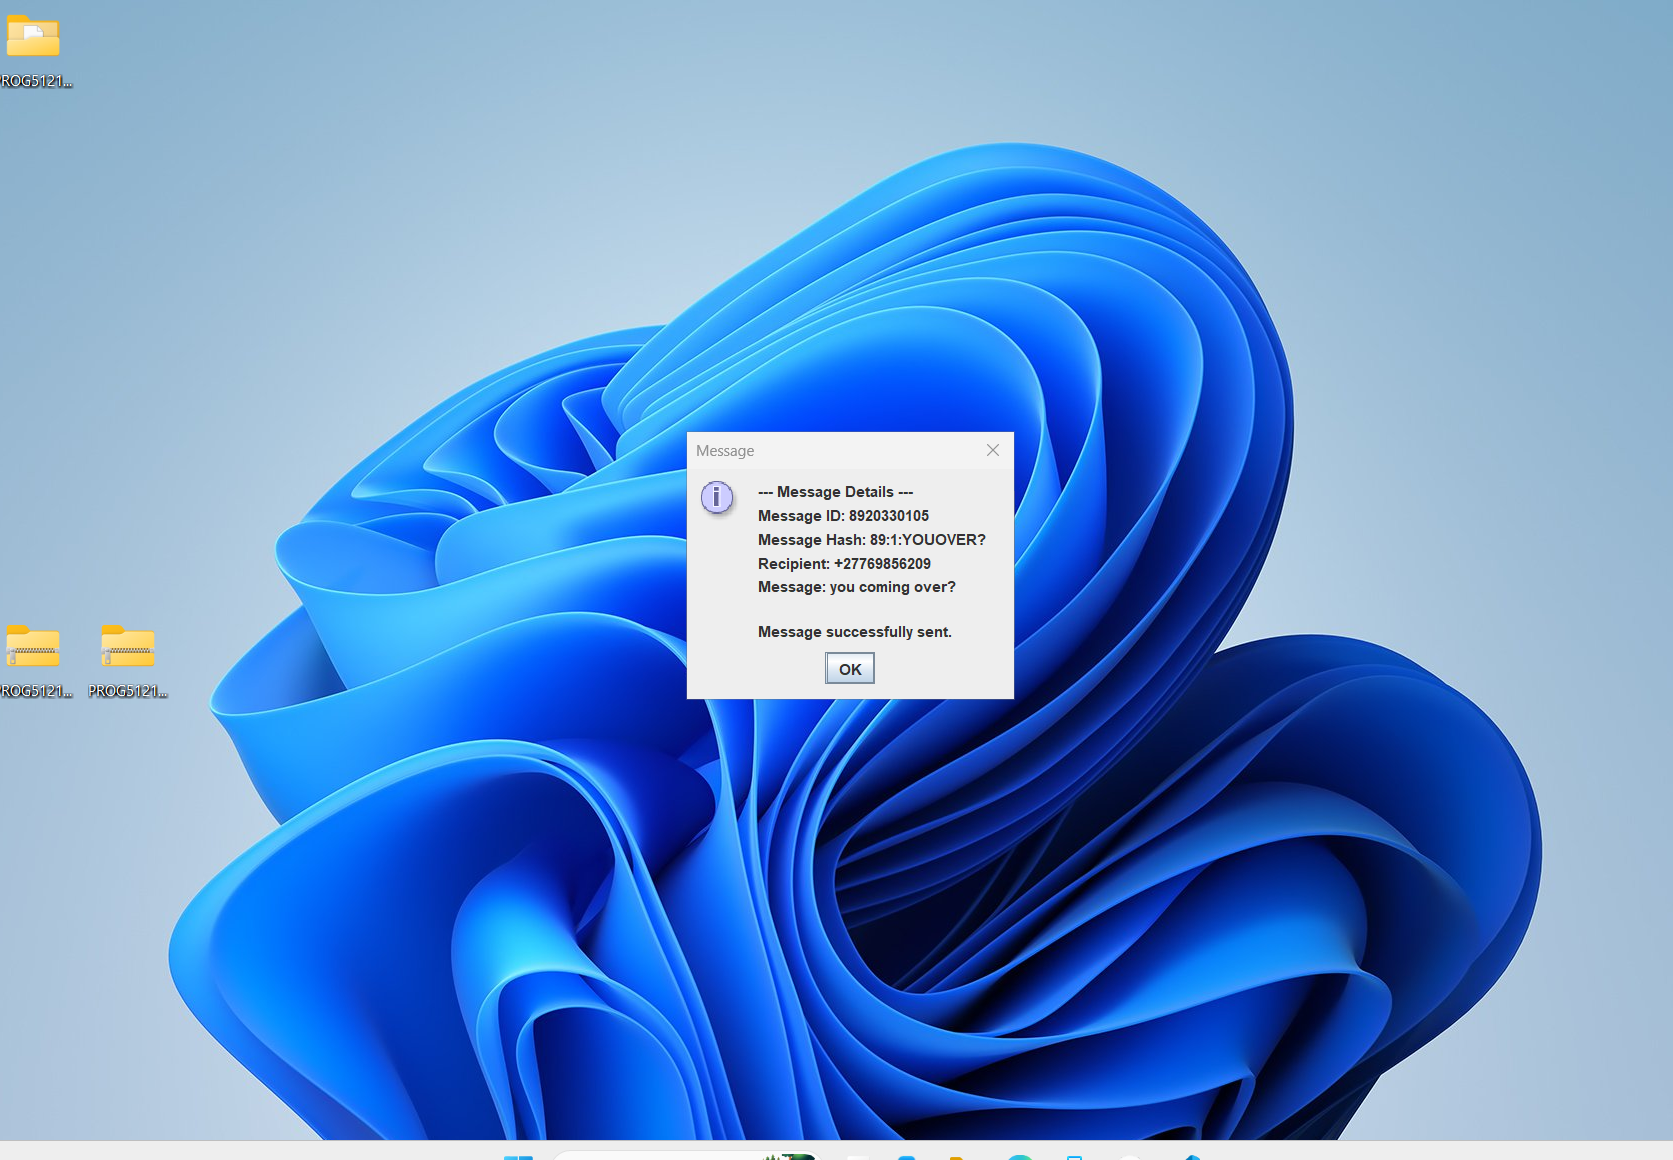 ROG5121...
Message
--- Message Details ---
Message ID: 8920330105
Message Hash: 89:1:YOUOVER?
Recipient: +27769856209
Message: you coming over?
Message successfully sent.
OK
ROG5121...
PROG5121...